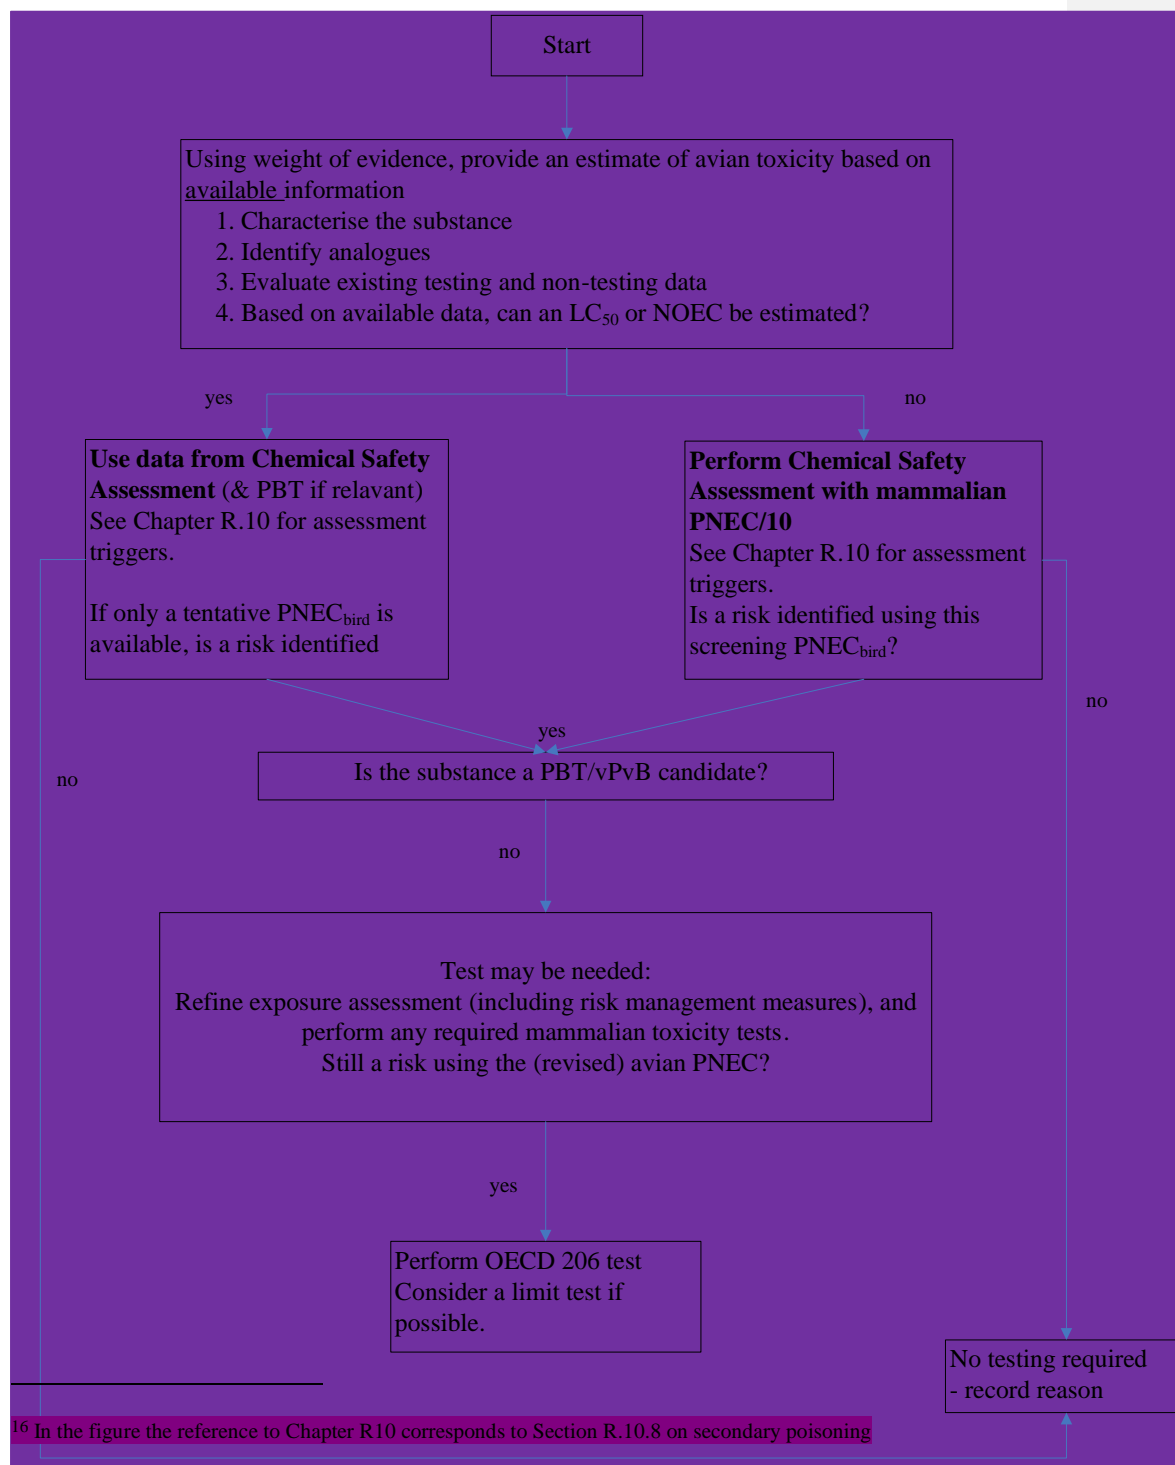 Start
Using weight of evidence, provide an estimate of avian toxicity based on
available information
1. Characterise the substance
2. Identify analogues
3. Evaluate existing testing and non-testing data
4. Based on available data, can an LC50 or NOEC be estimated?
yes
no
Use data from Chemical Safety
Assessment (& PBT if relavant)
See Chapter R.10 for assessment
triggers.
If only a tentative PNECbird is
available, is a risk identified
Perform Chemical Safety
Assessment with mammalian
PNEC/10
See Chapter R.10 for assessment
triggers.
Is a risk identified using this
screening PNECbird?
no
yes
Is the substance a PBT/vPvB candidate?
no
no
Test may be needed:
Refine exposure assessment (including risk management measures), and
perform any required mammalian toxicity tests.
Still a risk using the (revised) avian PNEC?
yes
Perform OECD 206 test
Consider a limit test if
possible.
No testing required
- record reason
16 In the figure the reference to Chapter R10 corresponds to Section R.10.8 on secondary poisoning